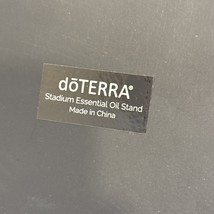 dōTERRA®
Stadium Essential Oil Stand
Made in China